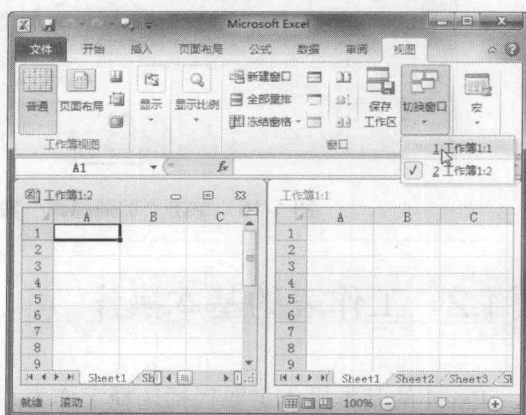 Microsoft Excel
文件 开始 插入 页面布局 公式 数据 审阅 视图
普通 页面布局 显示 显示比例 新建窗口 全部重排 冻结窗格 保存工作区 切换窗口 宏
工作簿视图 窗口
1 工作簿1:1
2 工作簿1:2
A1 fx
工作簿1:2 工作簿1:1
A B C A B C
1 1
2 2
3 3
4 4
5 5
6 6
7 7
8 8
9 9
Sheet1 Sh Sheet1 Sheet2 Sheet3 Sl
就绪 滚动 100%